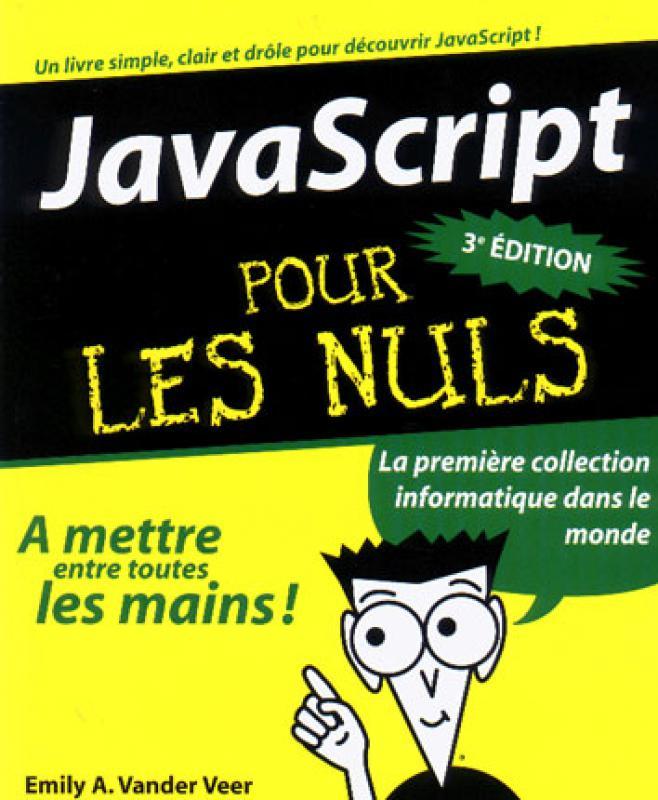 Un livre simple, clair et drôle pour découvrir JavaScript !
JavaScript
3e ÉDITION
POUR
LES NULS
La première collection
informatique dans le
monde
A mettre
entre toutes
les mains !
Emily A. Vander Veer